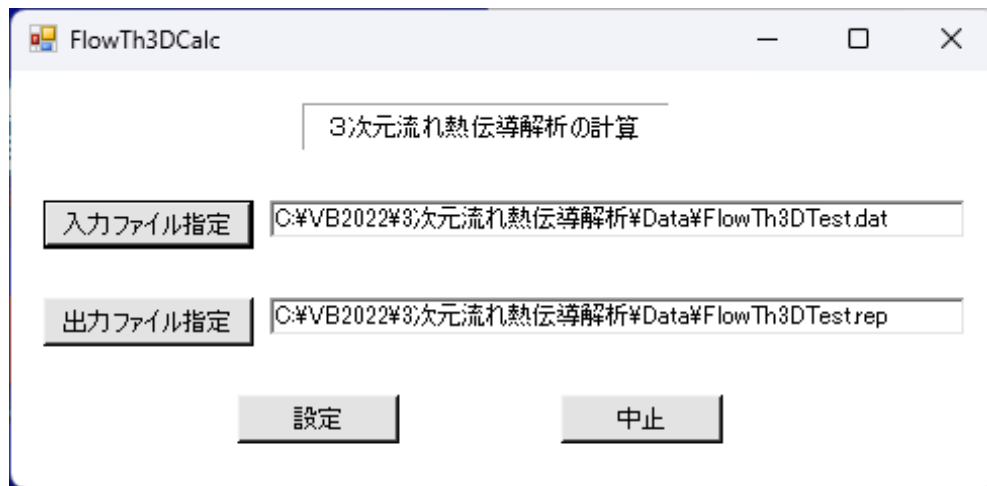 FlowTh3DCalc
3次元流れ熱伝導解析の計算
入力ファイル指定 C:¥VB2022¥3次元流れ熱伝導解析¥Data¥FlowTh3DTest.dat
出力ファイル指定 C:¥VB2022¥3次元流れ熱伝導解析¥Data¥FlowTh3DTest.rep
設定 中止